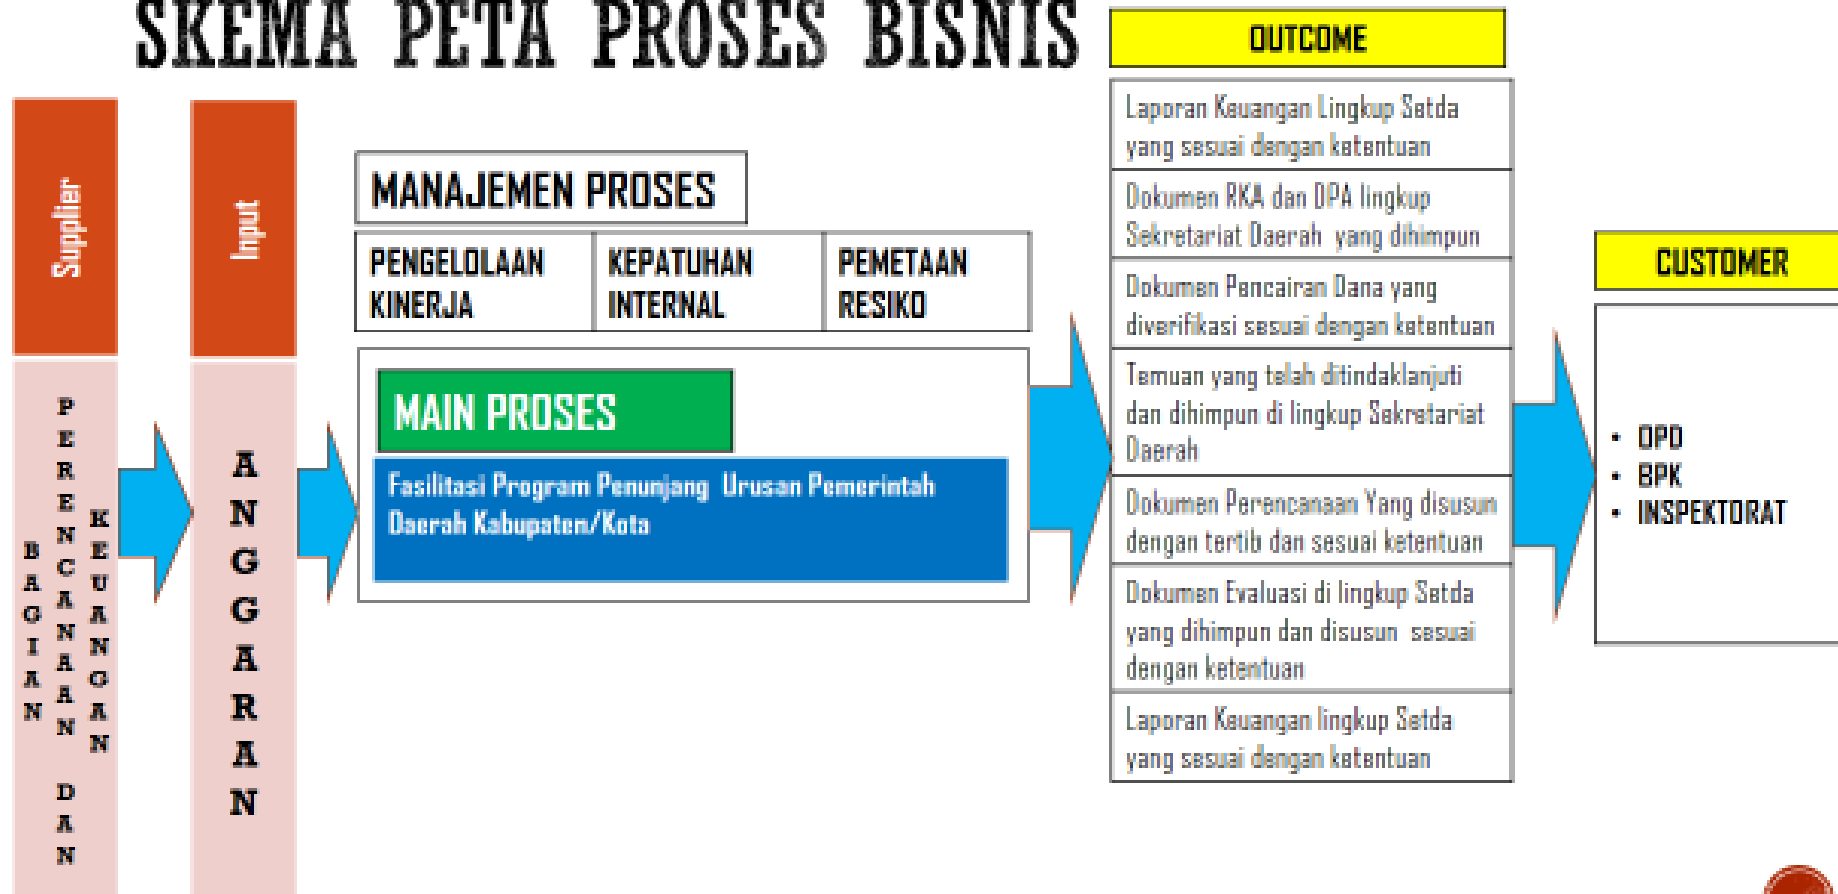 SKEMA PETA PROSES BISNIS
Supplier
BAGIAN
PERENCANAAN DAN
KEUANGAN
Input
ANGGARAN
MANAJEMEN PROSES
PENGELOLAAN
KINERJA
KEPATUHAN
INTERNAL
PEMETAAN
RESIKO
MAIN PROSES
Fasilitasi Program Penunjang Urusan Pemerintah
Daerah Kabupaten/Kota
OUTCOME
Laporan Keuangan Lingkup Setda
yang sesuai dengan ketentuan
Dokumen RKA dan DPA lingkup
Sekretariat Daerah yang dihimpun
Dokumen Pencairan Dana yang
diverifikasi sesuai dengan ketentuan
Temuan yang telah ditindaklanjuti
dan dihimpun di lingkup Sekretariat
Daerah
Dokumen Perencanaan Yang disusun
dengan tertib dan sesuai ketentuan
Dokumen Evaluasi di lingkup Setda
yang dihimpun dan disusun sesuai
dengan ketentuan
Laporan Keuangan lingkup Setda
yang sesuai dengan ketentuan
CUSTOMER
• OPD
• BPK
• INSPEKTORAT